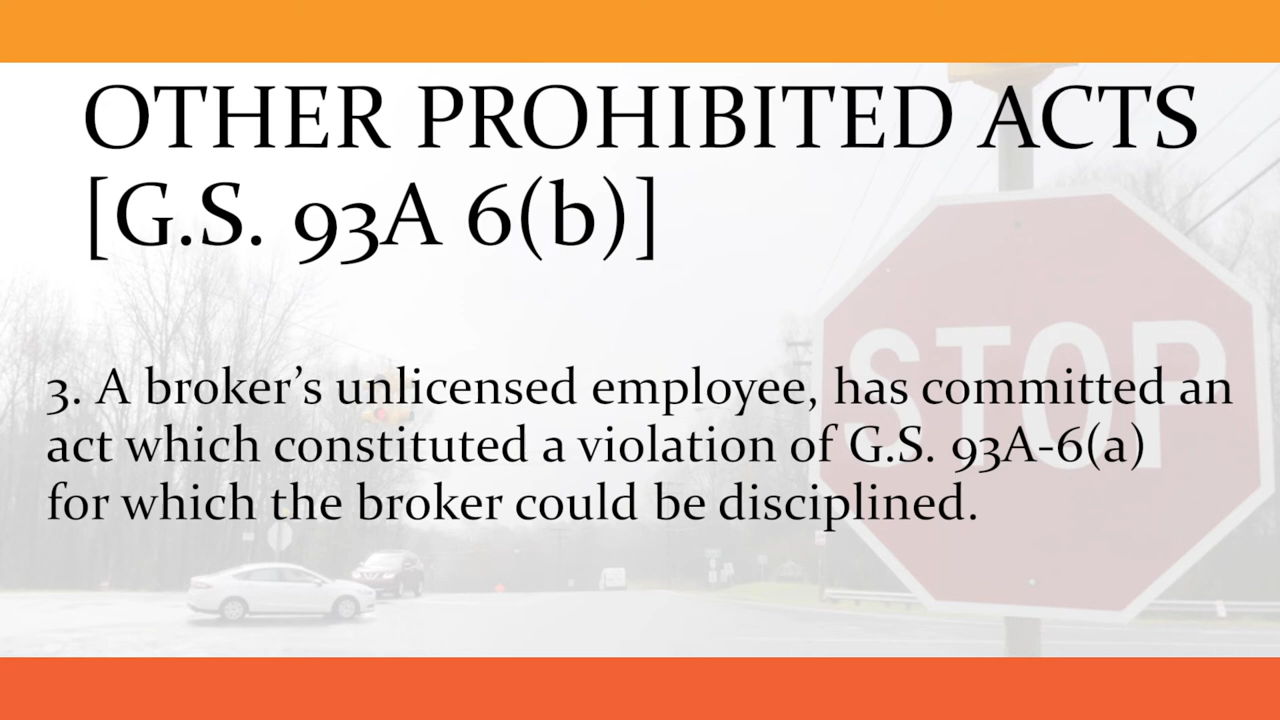 OTHER PROHIBITED ACTS
[G.S. 93A 6(b)]
STOP
3. A broker’s unlicensed employee, has committed an
act which constituted a violation of G.S. 93A-6(a)
for which the broker could be disciplined.